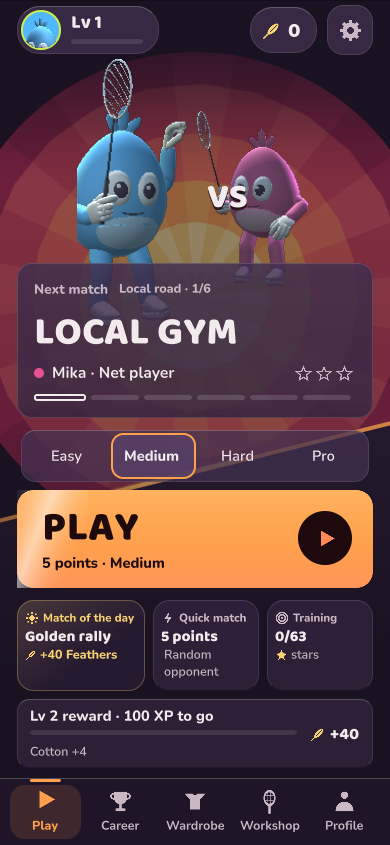 Lv 1
0
VS
Next match Local road · 1/6
LOCAL GYM
Mika · Net player
Easy Medium Hard Pro
PLAY
5 points · Medium
Match of the day
Golden rally
+40 Feathers
Quick match
5 points
Random
opponent
Training
0/63
stars
Lv 2 reward · 100 XP to go
+40
Cotton +4
Play Career Wardrobe Workshop Profile